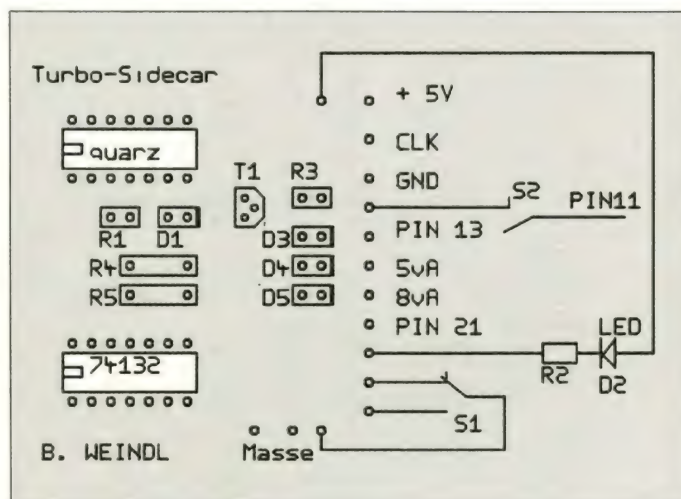 Turbo-Sidecar
+ 5V
quarz
CLK
T1 R3
GND
S2
PIN11
R1 D1
D3
PIN 13
R4
D4
5vA
R5
D5
8vA
PIN 21
LED
74132
R2 D2
S1
B. WEINDL
Masse